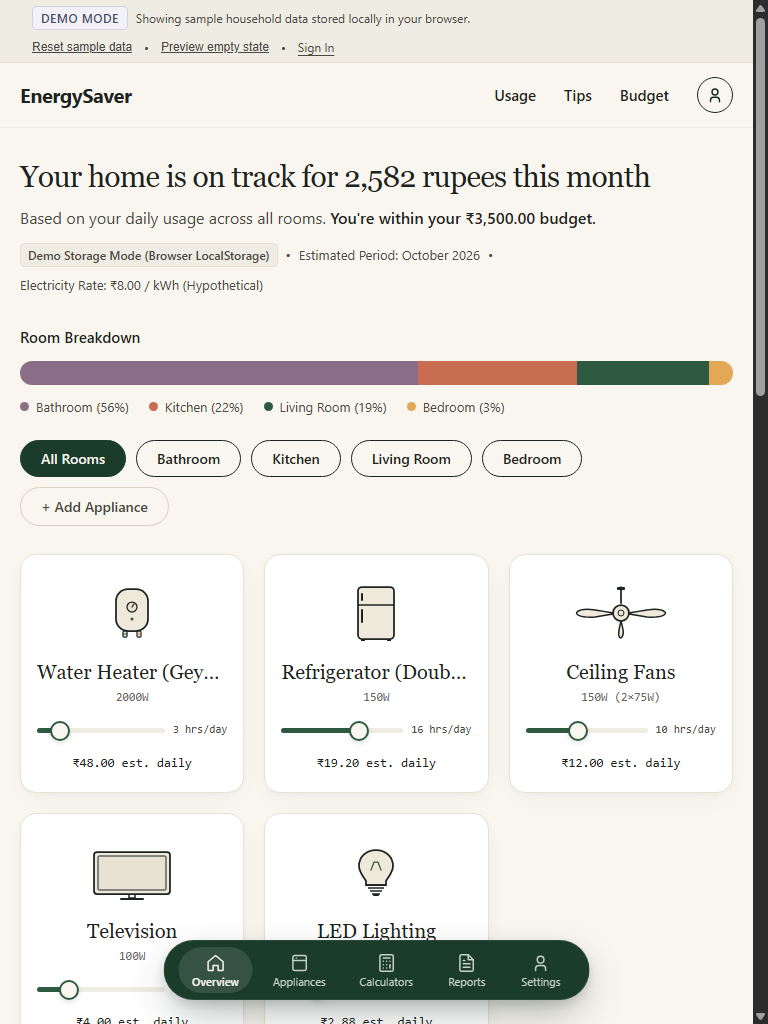 DEMO MODE Showing sample household data stored locally in your browser.
Reset sample data • Preview empty state • Sign In
EnergySaver Usage Tips Budget
Your home is on track for 2,582 rupees this month
Based on your daily usage across all rooms. You're within your ₹3,500.00 budget.
Demo Storage Mode (Browser LocalStorage) • Estimated Period: October 2026 •
Electricity Rate: ₹8.00 / kWh (Hypothetical)
Room Breakdown
Bathroom (56%) Kitchen (22%) Living Room (19%) Bedroom (3%)
All Rooms Bathroom Kitchen Living Room Bedroom
+ Add Appliance
Water Heater (Gey... Refrigerator (Doub... Ceiling Fans
2000W 150W 150W (2×75W)
3 hrs/day 16 hrs/day 10 hrs/day
₹48.00 est. daily ₹19.20 est. daily ₹12.00 est. daily
Television LED Lighting
100W
Overview Appliances Calculators Reports Settings
₹4.00 est. daily ₹2.88 est. daily